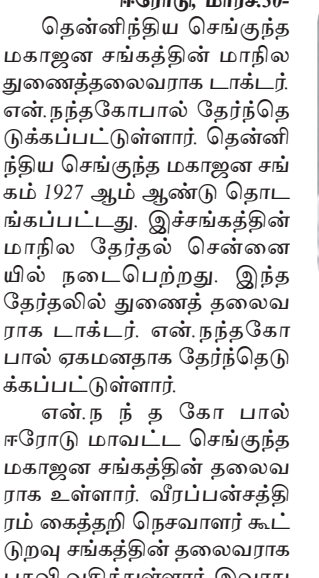 ஈரோடு, மார்ச்.30-
தென்னிந்திய செங்குந்த
மகாஜன சங்கத்தின் மாநில
துணைத்தலைவராக டாக்டர்.
என்.நந்தகோபால் தேர்ந்தெ
டுக்கப்பட்டுள்ளார். தென்னி
ந்திய செங்குந்த மகாஜன சங்
கம் 1927 ஆம் ஆண்டு தொட
ங்கப்பட்டது. இச்சங்கத்தின்
மாநில தேர்தல் சென்னை
யில் நடைபெற்றது. இந்த
தேர்தலில் துணைத் தலைவ
ராக டாக்டர். என்.நந்தகோ
பால் ஏகமனதாக தேர்ந்தெடு
க்கப்பட்டுள்ளார்.
என்.ந ந் த கோ பால்
ஈரோடு மாவட்ட செங்குந்த
மகாஜன சங்கத்தின் தலைவ
ராக உள்ளார். வீரப்பன்சத்தி
ரம் கைத்தறி நெசவாளர் கூட்
டுறவு சங்கத்தின் தலைவராக